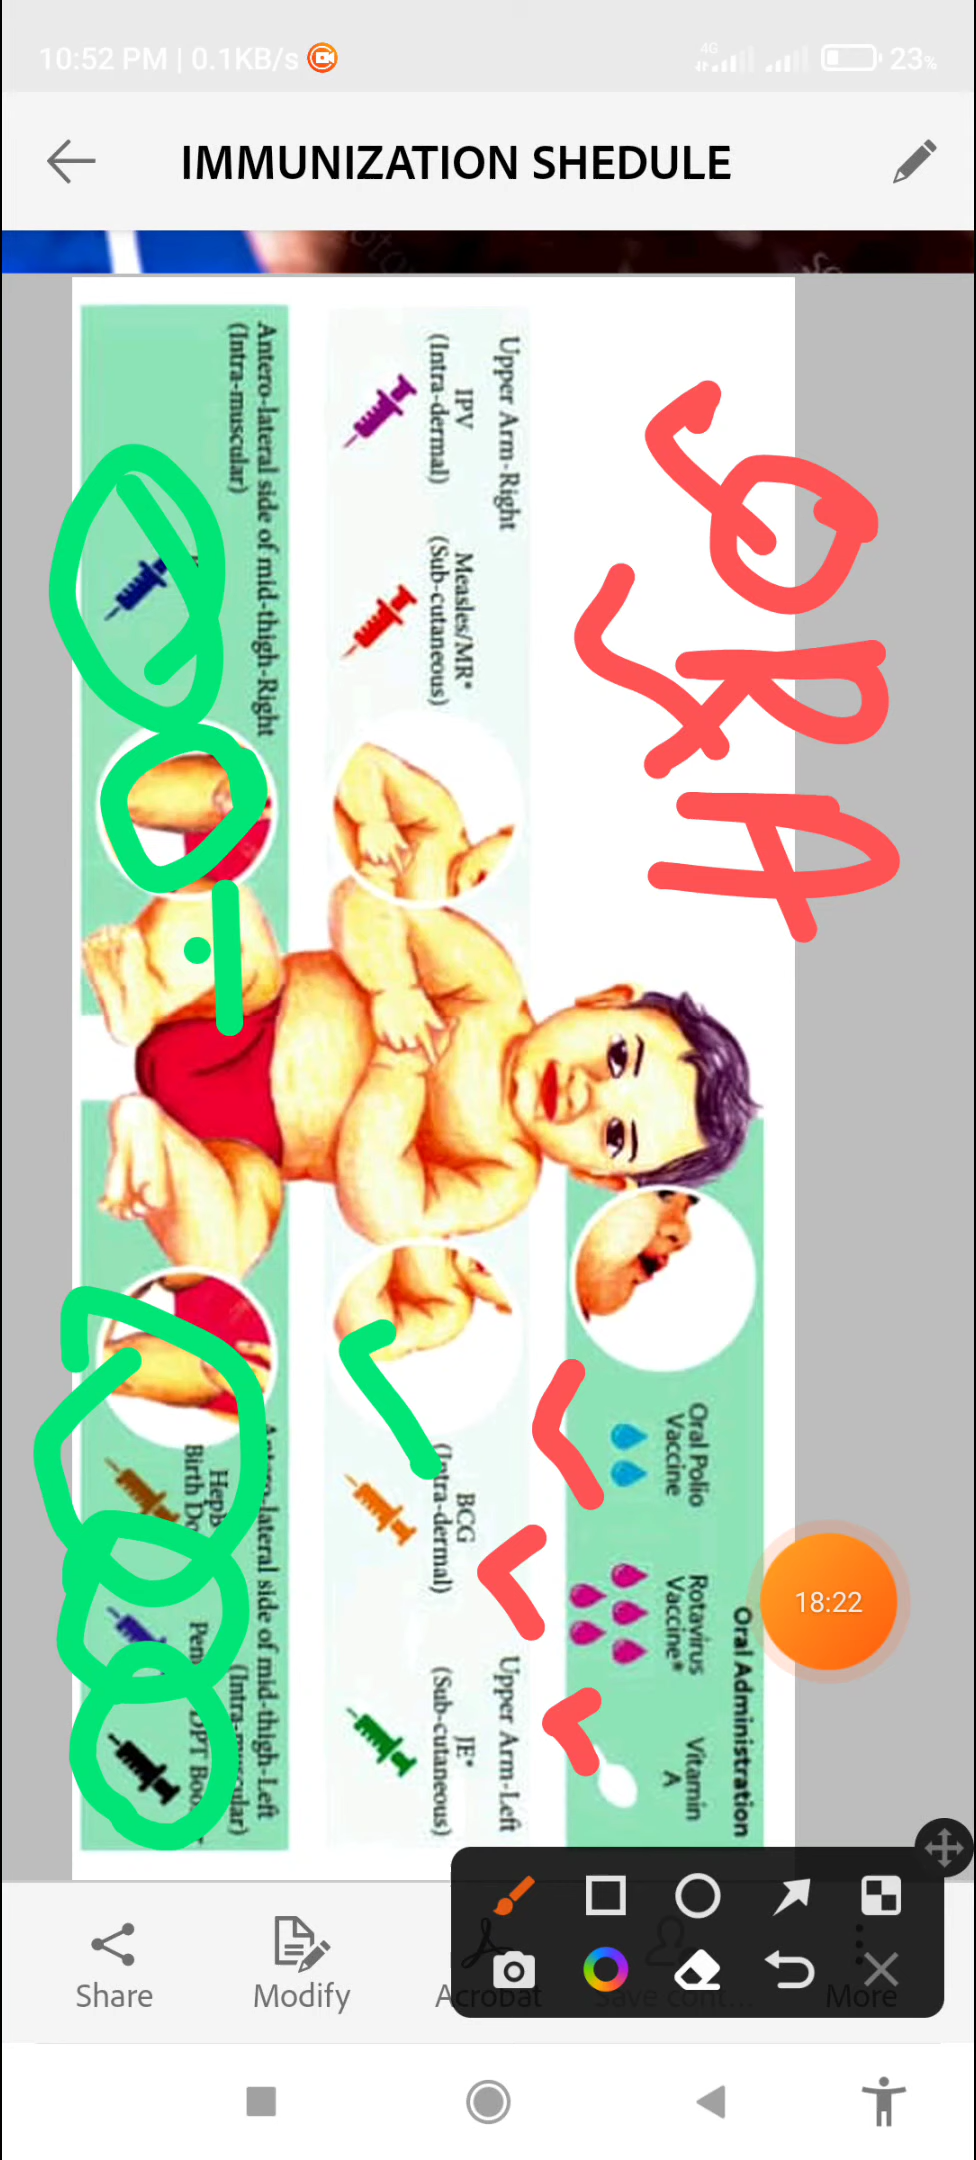 10:52 PM | 0.1KB/s
4G
23%
IMMUNIZATION SHEDULE
Oral Administration
Oral Polio
Vaccine
Rotavirus
Vaccine*
Vitamin
A
Upper Arm-Right
IPV
(Intra-dermal)
Measles/MR*
(Sub-cutaneous)
Upper Arm-Left
BCG
(Intra-dermal)
JE*
(Sub-cutaneous)
Antero-lateral side of mid-thigh-Right
(Intra-muscular)
lateral side of mid-thigh-Left
Hepb
Birth
DPT
ORA
18:22
Share
Modify
Acrobat
More